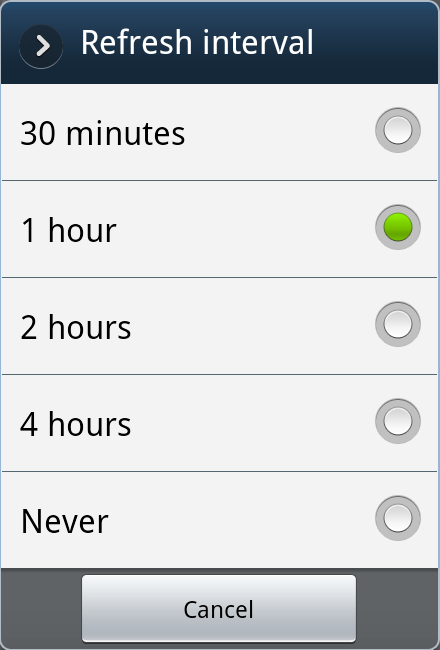 Refresh interval
30 minutes
1 hour
2 hours
4 hours
Never
Cancel